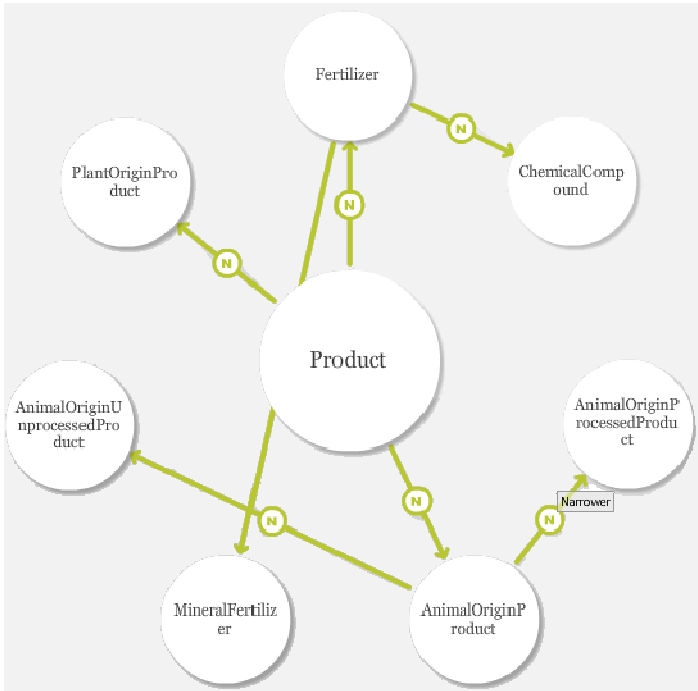 Fertilizer
N
PlantOriginPro
duct
ChemicalComp
ound
N
N
Product
AnimalOriginU
nprocessedPro
duct
AnimalOriginP
rocessedProdu
ct
N
Narrower
N
N
MineralFertiliz
er
AnimalOriginP
roduct